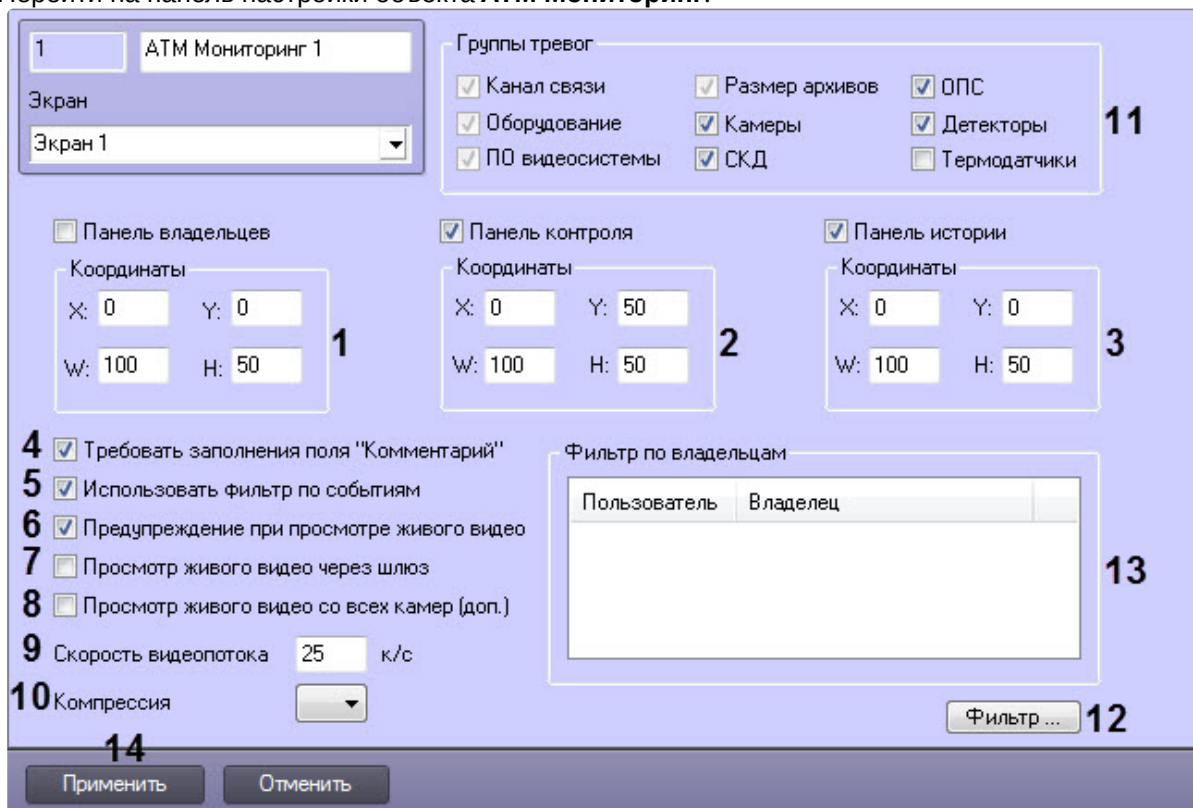 Перейти на панель настройки объекта АТМ Мониторинг.
1 АТМ Мониторинг 1
Экран
Экран 1
Группы тревог
Канал связи Размер архивов ОПС
Оборудование Камеры Детекторы
ПО видеосистемы СКД Термодатчики
11
Панель владельцев Панель контроля Панель истории
Координаты Координаты Координаты
X: 0 Y: 0 X: 0 Y: 50 X: 0 Y: 0
1 2 3
W: 100 H: 50 W: 100 H: 50 W: 100 H: 50
4 Требовать заполнения поля "Комментарий"
5 Использовать фильтр по событиям
6 Предупреждение при просмотре живого видео
7 Просмотр живого видео через шлюз
8 Просмотр живого видео со всех камер (доп.)
9 Скорость видеопотока 25 к/с
10 Компрессия
Фильтр по владельцам
Пользователь Владелец
13
Фильтр ... 12
14
Применить Отменить